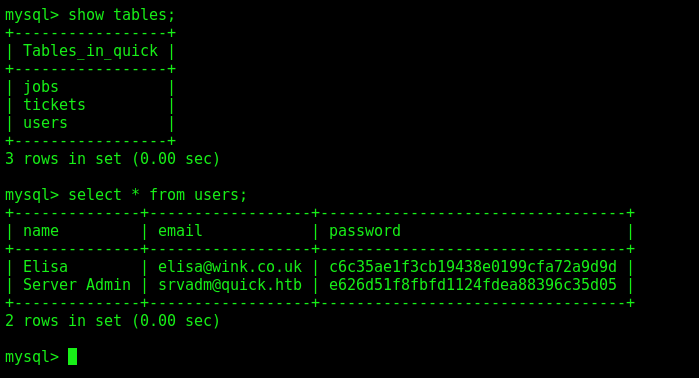 mysql> show tables;
+-----------------+
| Tables_in_quick |
+-----------------+
| jobs            |
| tickets         |
| users           |
+-----------------+
3 rows in set (0.00 sec)
mysql> select * from users;
+--------------+------------------+----------------------------------+
| name         | email            | password                         |
+--------------+------------------+----------------------------------+
| Elisa        | elisa@wink.co.uk | c6c35ae1f3cb19438e0199cfa72a9d9d |
| Server Admin | srvadm@quick.htb | e626d51f8fbfd1124fdea88396c35d05 |
+--------------+------------------+----------------------------------+
2 rows in set (0.00 sec)
mysql>